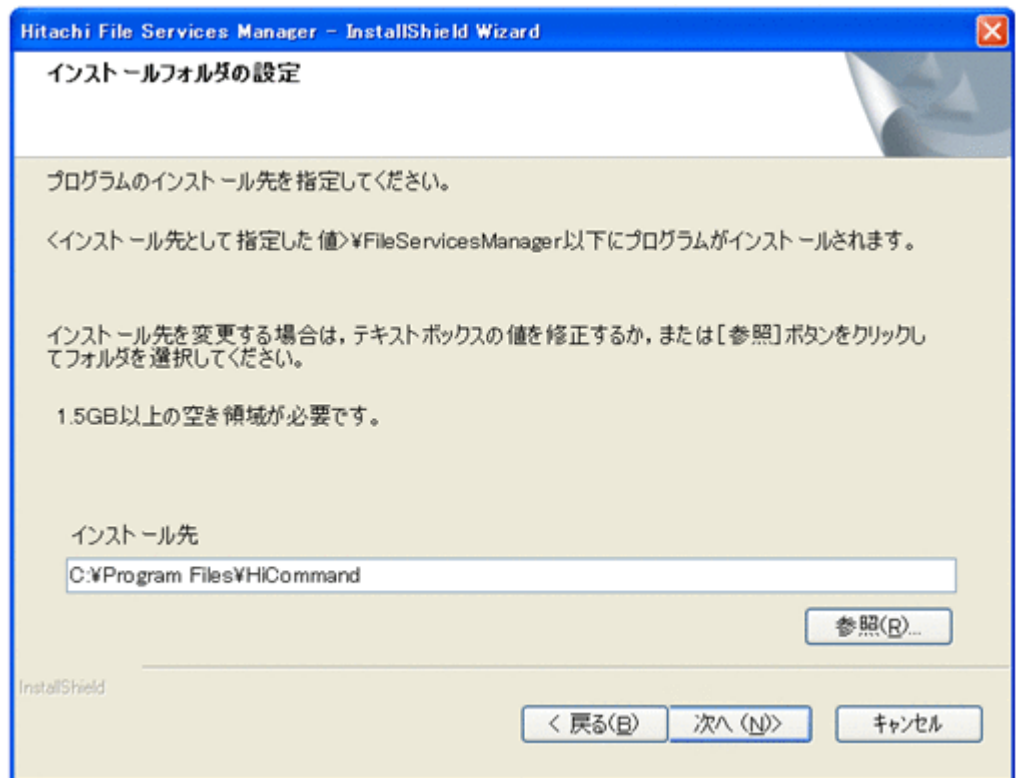 Hitachi File Services Manager - InstallShield Wizard
インストールフォルダの設定
プログラムのインストール先を指定してください。
<インストール先として指定した値>¥FileServicesManager以下にプログラムがインストールされます。
インストール先を変更する場合は，テキストボックスの値を修正するか，または[参照]ボタンをクリックし
てフォルダを選択してください。
1.5GB以上の空き領域が必要です。
インストール先
C:¥Program Files¥HiCommand
参照(R)...
InstallShield
< 戻る(B)
次へ (N)>
キャンセル